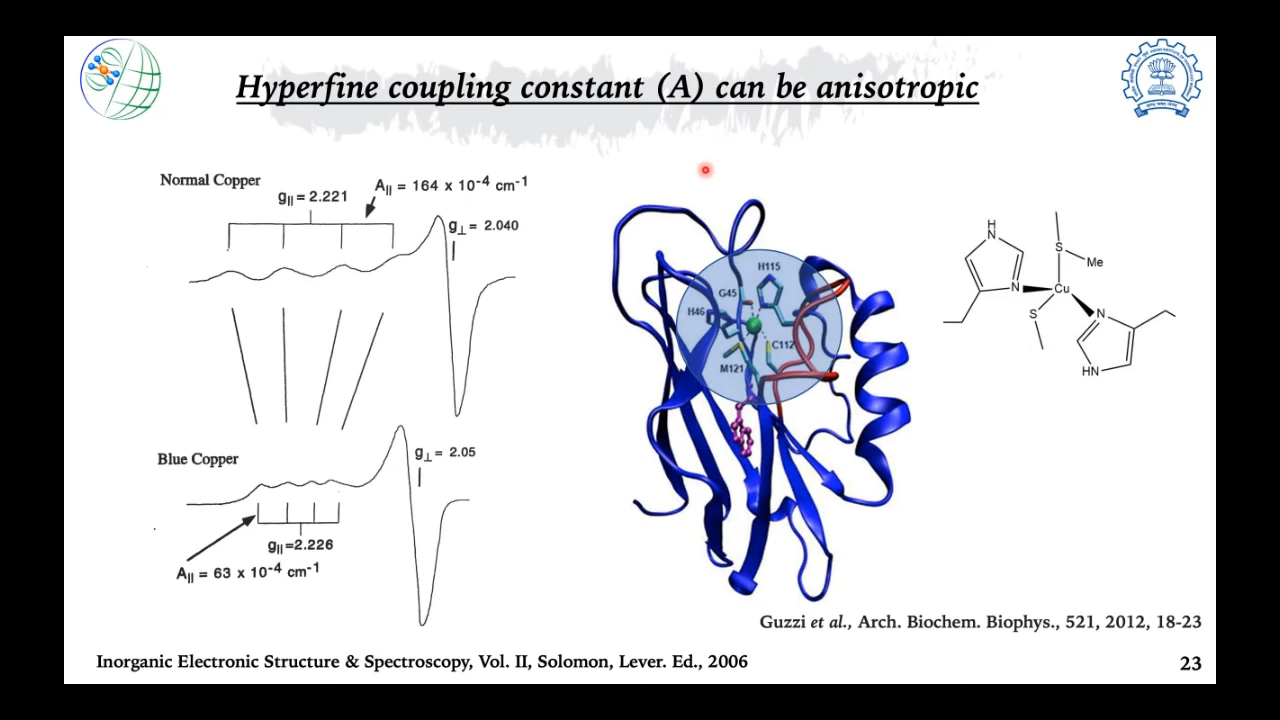 Hyperfine coupling constant (A) can be anisotropic
Normal Copper
g|| = 2.221
A|| = 164 x 10⁻⁴ cm⁻¹
g⊥ = 2.040
Blue Copper
g⊥ = 2.05
g|| =2.226
A|| = 63 x 10⁻⁴ cm⁻¹
H115
G45
H46
C112
M121
H
N
N
S
Me
Cu
S
N
HN
Guzzi et al., Arch. Biochem. Biophys., 521, 2012, 18-23
Inorganic Electronic Structure & Spectroscopy, Vol. II, Solomon, Lever. Ed., 2006
23